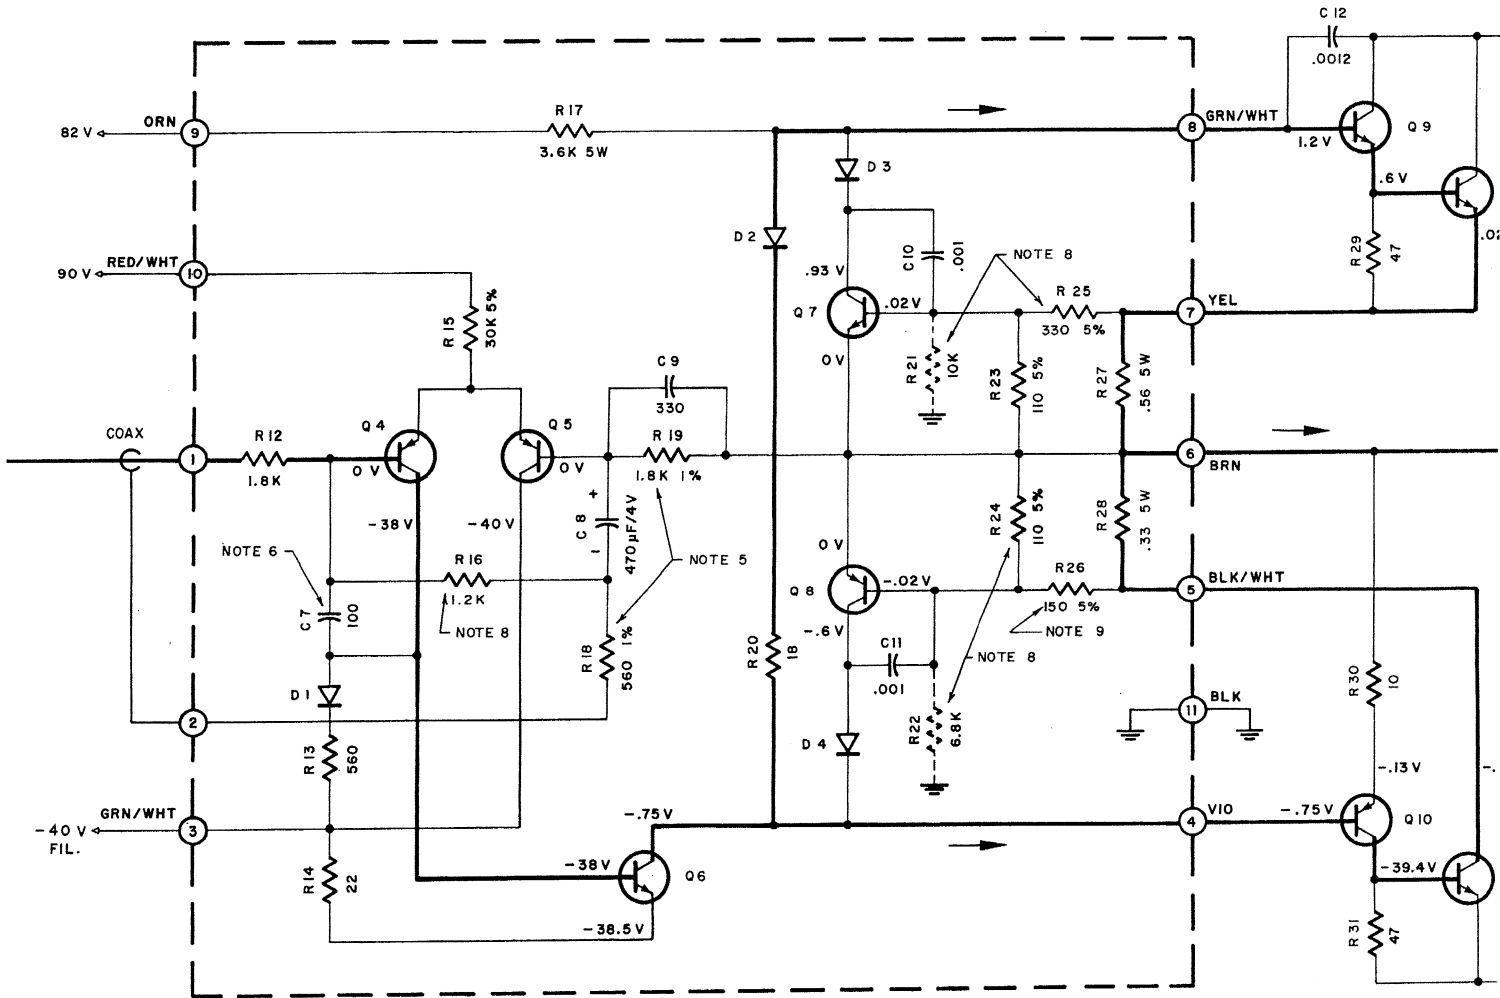 C 12
.0012
ORN
82 V
9
R 17
3.6K 5W
8
GRN/WHT
1.2 V
Q 9
D 3
.6 V
D 2
C 10
.001
NOTE 8
R 29
47
.02
RED/WHT
90 V
10
R 15
30K 5%
.93 V
Q 7
.02 V
0 V
R 25
330 5%
7
YEL
R 21
10K
R 23
110 5%
R 27
.56 5W
C 9
330
COAX
1
R 12
1.8K
Q 4
0 V
Q 5
0 V
R 19
1.8K 1%
6
BRN
-38 V
-40 V
+
C 8
-
470 µF/4V
NOTE 5
R 24
110 5%
R 28
.33 5W
NOTE 6
R 16
1.2K
NOTE 8
C 7
100
R 18
560 1%
0 V
Q 8
-.02 V
-.6 V
R 26
150 5%
NOTE 9
5
BLK/WHT
R 20
18
C 11
.001
NOTE 8
R 22
6.8K
D 1
2
R 13
560
D 4
11
BLK
R 30
10
-.13 V
-.
GRN/WHT
-40 V
FIL.
3
-.75V
4
VIO
-.75 V
Q 10
R 14
22
-38 V
Q 6
-38.5V
-39.4V
R 31
47